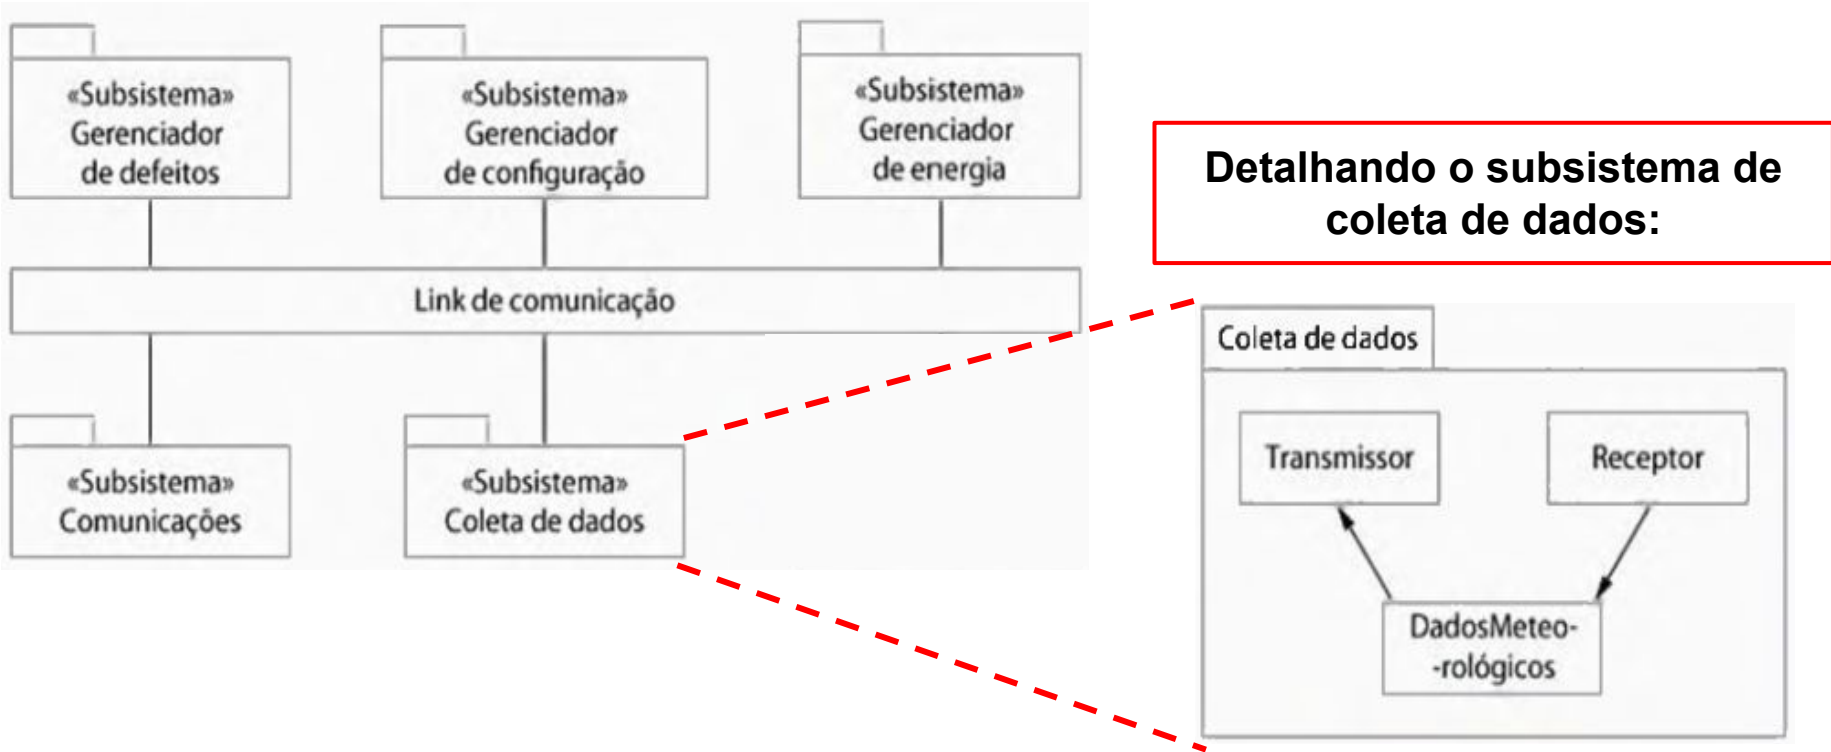 «Subsistema»
Gerenciador
de defeitos
«Subsistema»
Gerenciador
de configuração
«Subsistema»
Gerenciador
de energia
Link de comunicação
«Subsistema»
Comunicações
«Subsistema»
Coleta de dados
Detalhando o subsistema de
coleta de dados:
Coleta de dados
Transmissor
Receptor
DadosMeteo-
-rológicos